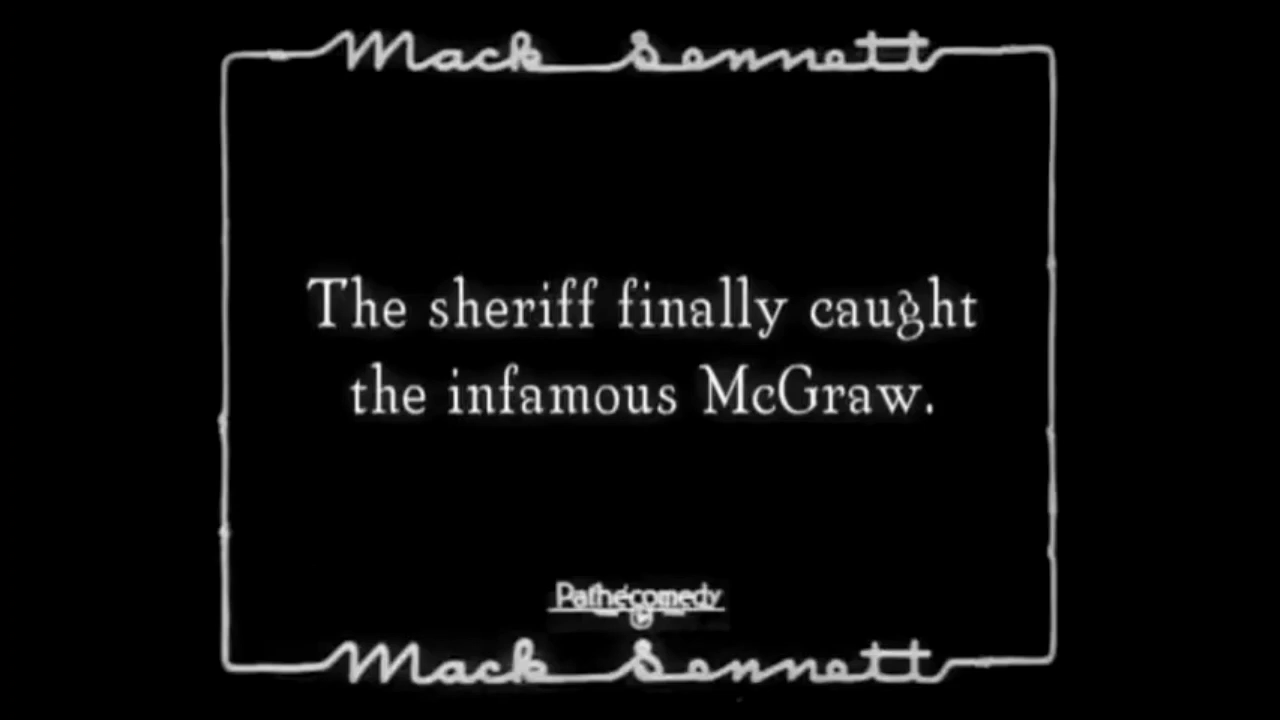 Mack Sennett
The sheriff finally caught
the infamous McGraw.
Pathécomedy
Mack Sennett